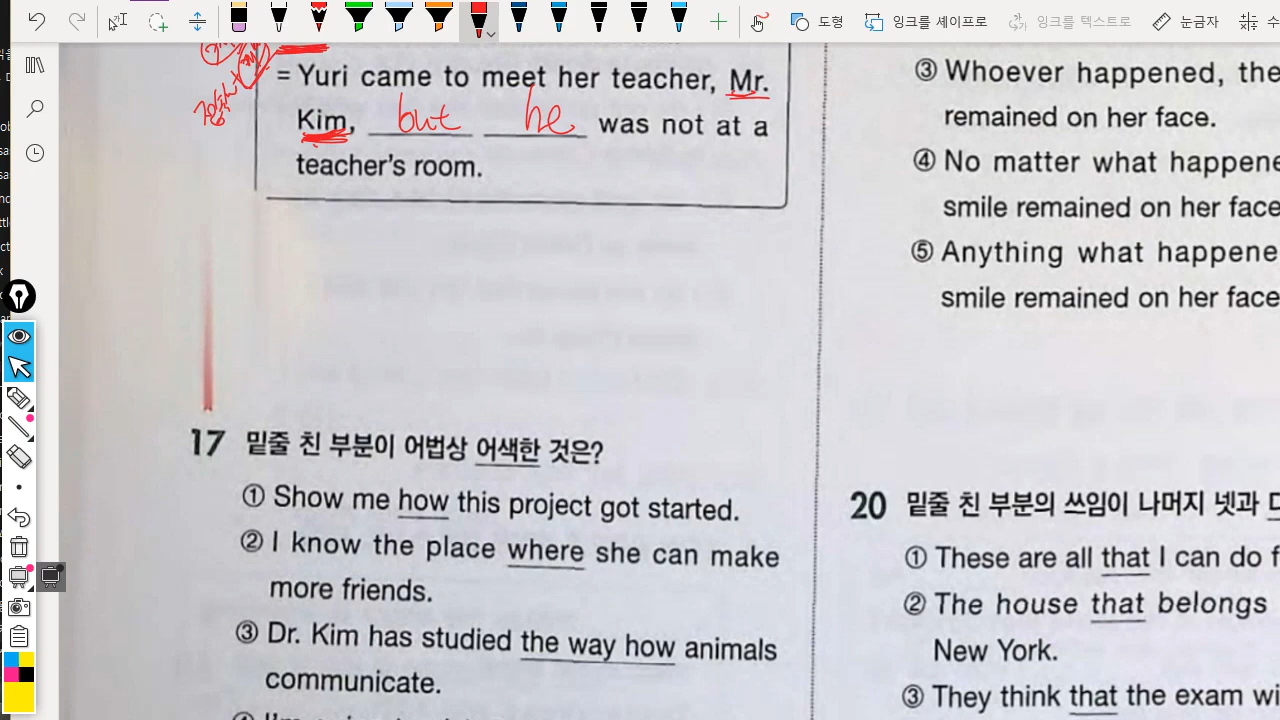 도형
잉크를 셰이프로
잉크를 텍스트로
눈금자
= Yuri came to meet her teacher, Mr.
Kim, but he was not at a
teacher's room.
17 밑줄 친 부분이 어법상 어색한 것은?
① Show me how this project got started.
② I know the place where she can make
more friends.
③ Dr. Kim has studied the way how animals
communicate.
③ Whoever happened, the
remained on her face.
④ No matter what happene
smile remained on her face
⑤ Anything what happene
smile remained on her face
20 밑줄 친 부분의 쓰임이 나머지 넷과
① These are all that I can do f
② The house that belongs
New York.
③ They think that the exam wi